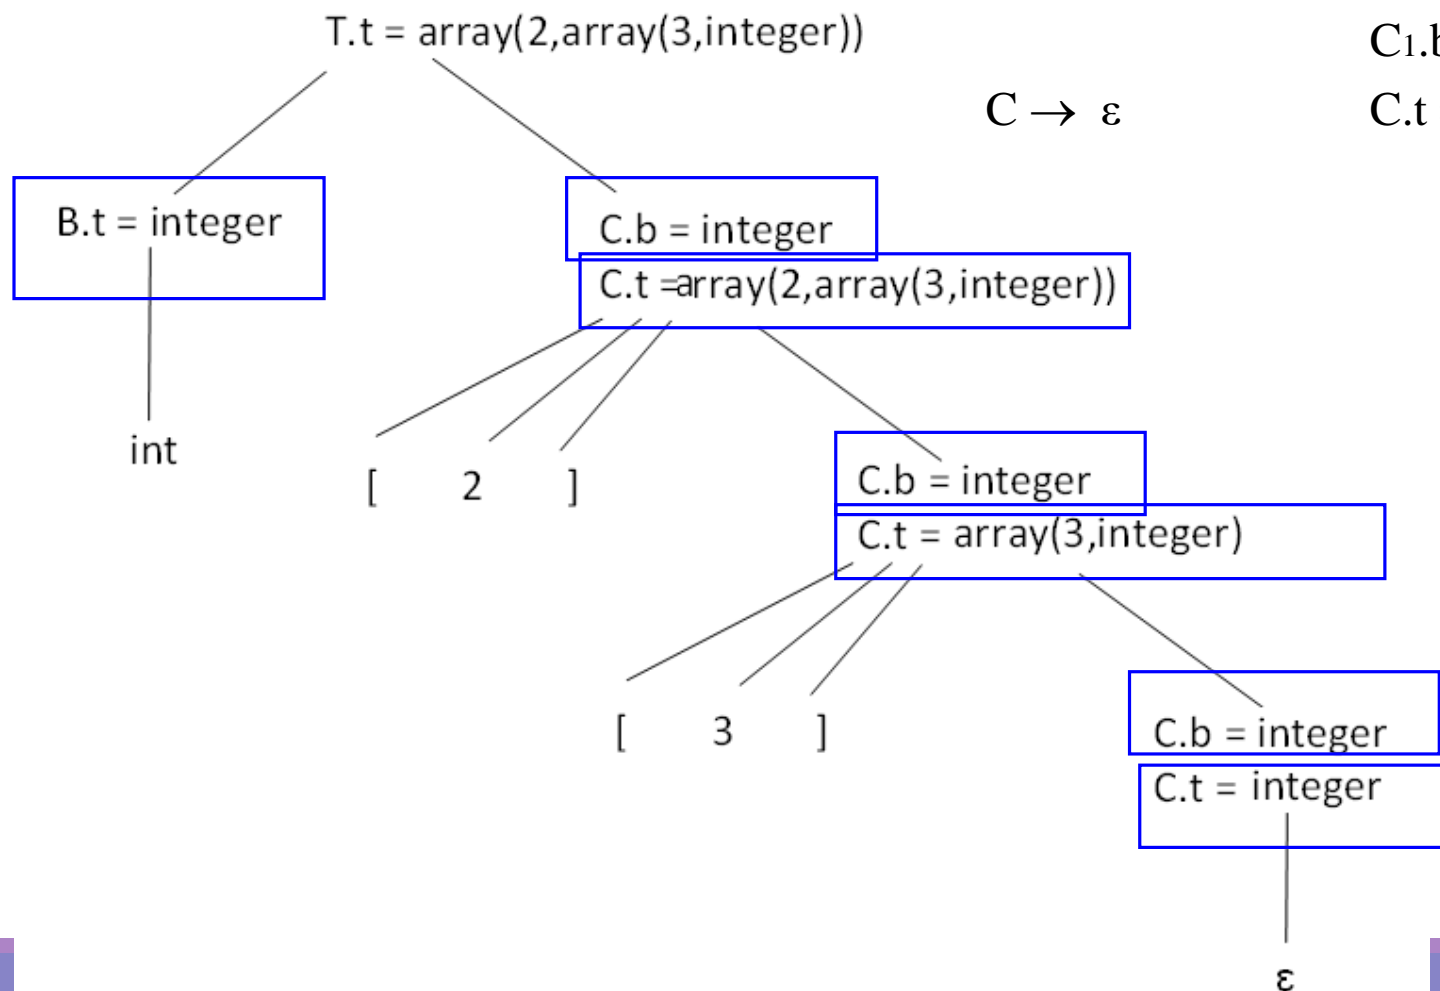 T.t = array(2,array(3,integer))
C₁.b
C → ε
C.t
B.t = integer
C.b = integer
C.t =array(2,array(3,integer))
int
[ 2 ]
C.b = integer
C.t = array(3,integer)
[ 3 ]
C.b = integer
C.t = integer
ε